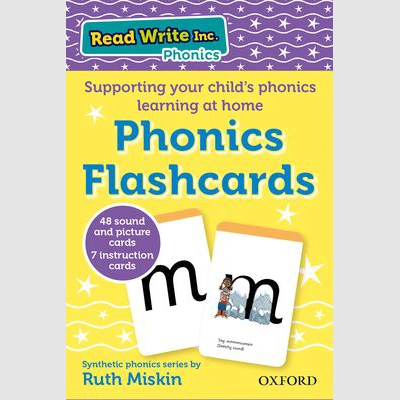 Read Write Inc.
Phonics
Supporting your child's phonics
learning at home
Phonics
Flashcards
48 sound
and picture
cards
7 instruction
cards
m
m
Synthetic phonics series by
Ruth Miskin
OXFORD